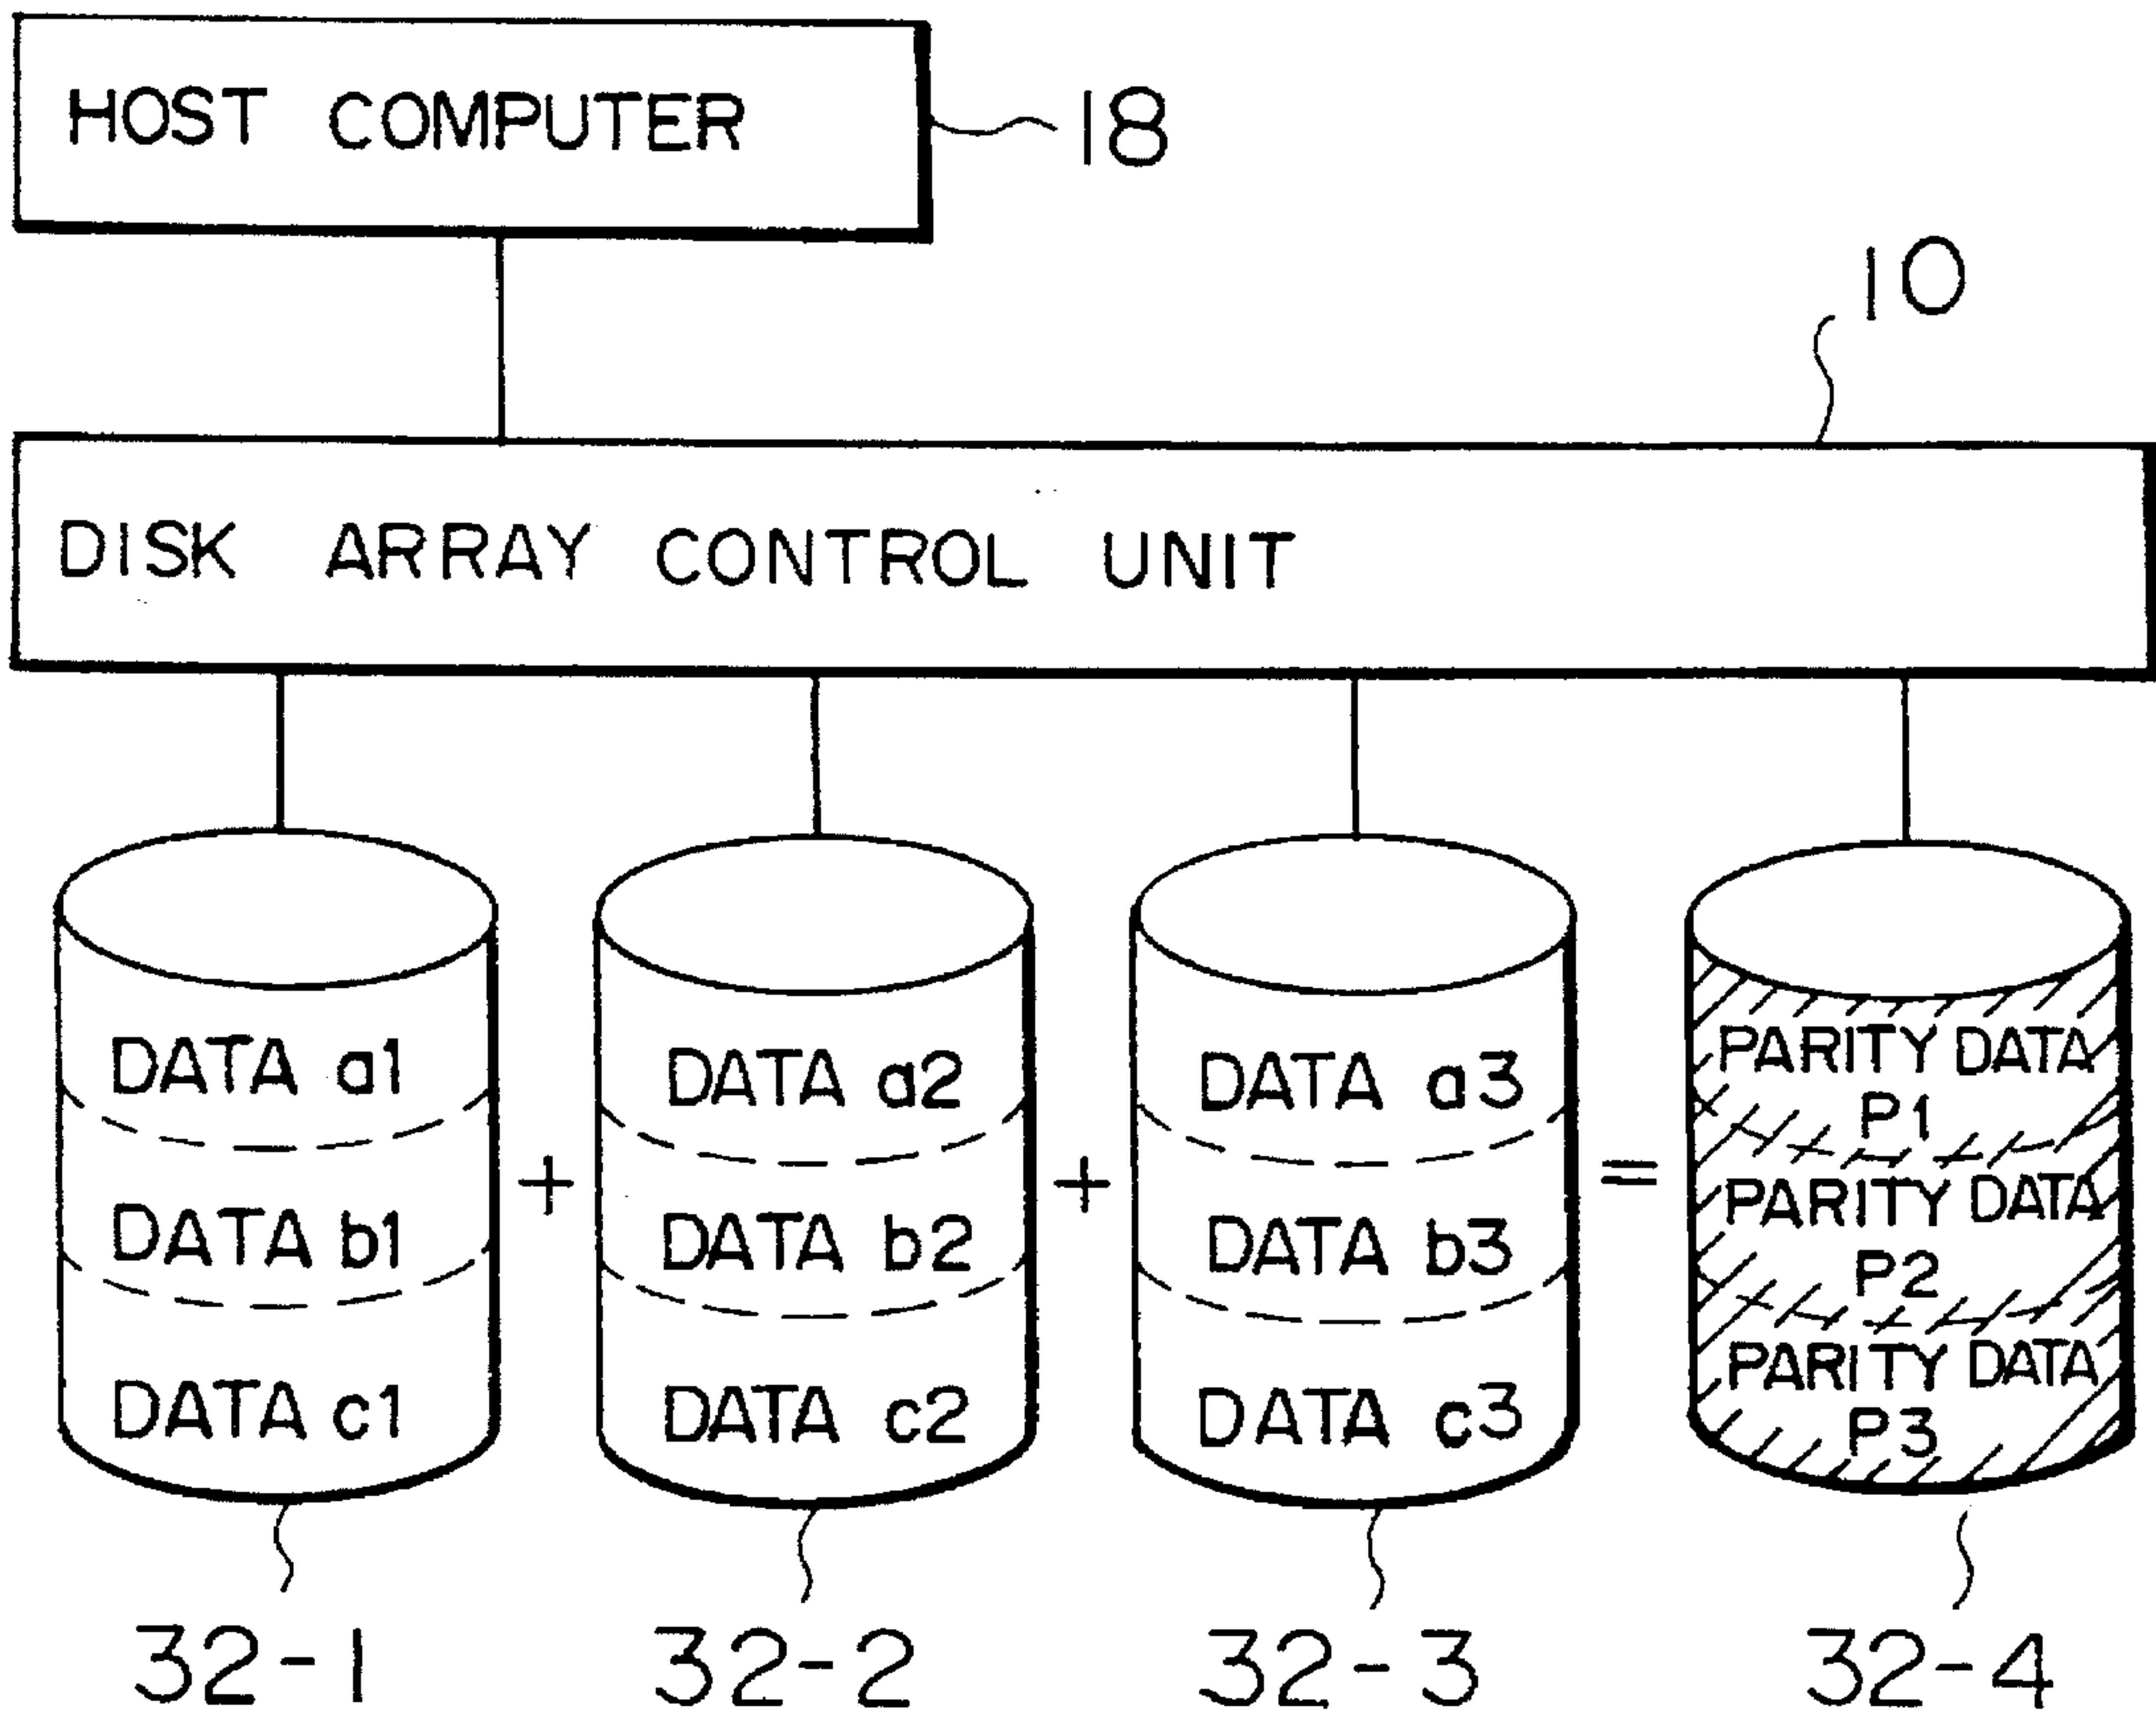 HOST COMPUTER
18
10
DISK ARRAY CONTROL UNIT
DATA a1
DATA b1
DATA c1
+
DATA a2
DATA b2
DATA c2
+
DATA a3
DATA b3
DATA c3
=
PARITY DATA
P1
PARITY DATA
P2
PARITY DATA
P3
32-1
32-2
32-3
32-4